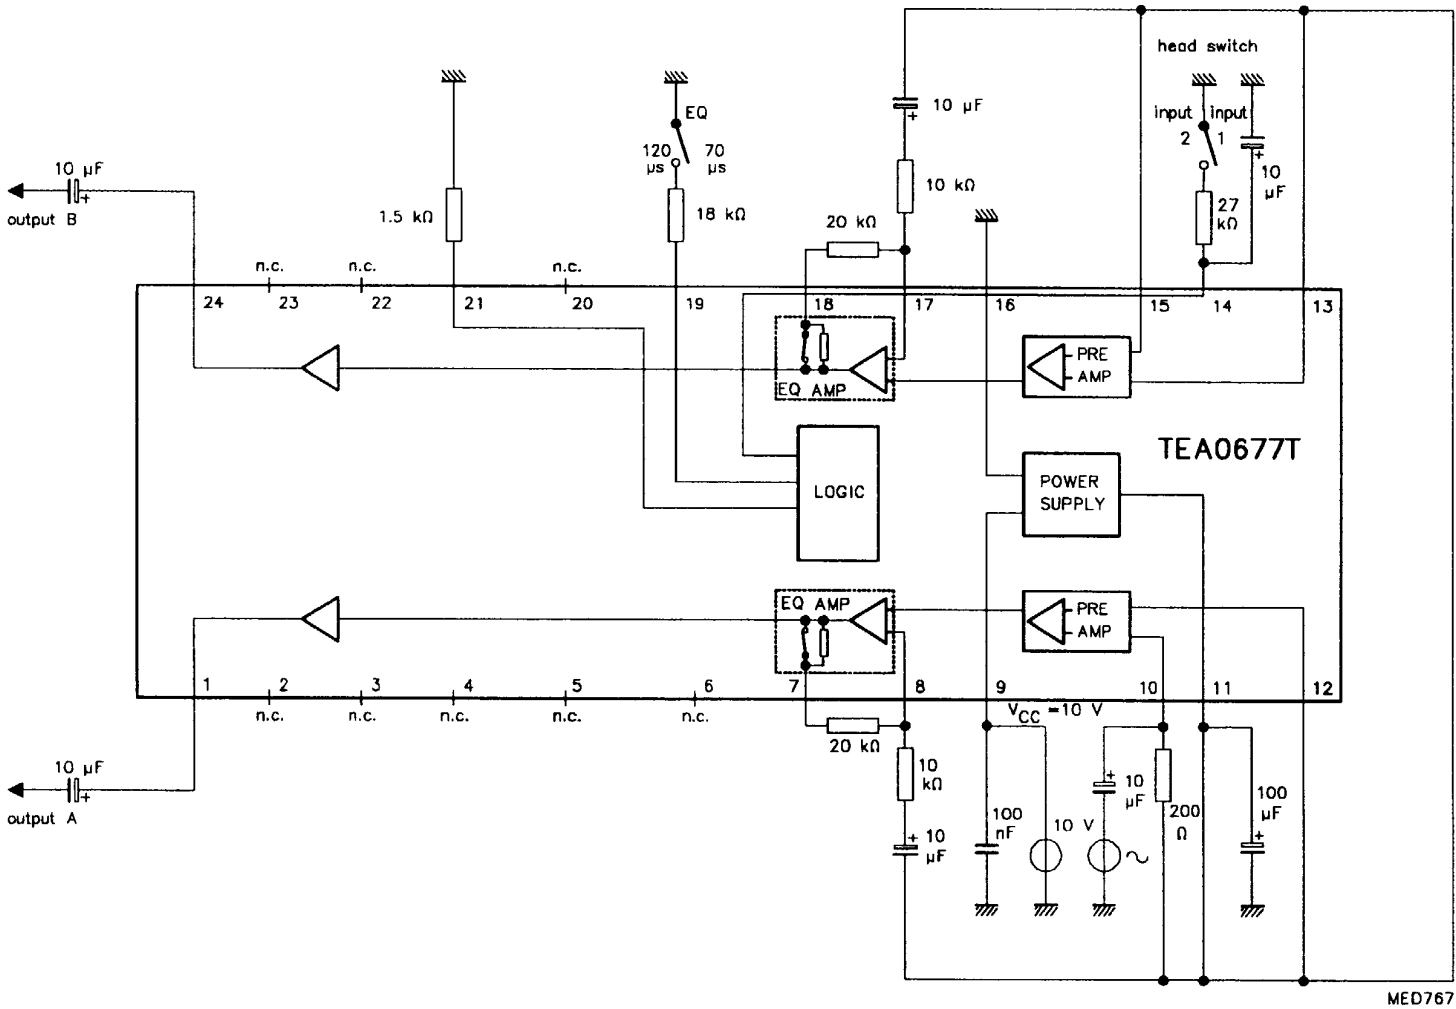 head switch
10 μF
input input
2 1
EQ
120 70
μs μs
10 μF
output B
10 kΩ
10
μF
1.5 kΩ
18 kΩ
20 kΩ
27
kΩ
n.c. n.c. n.c.
24 23 22 21 20 19 18 17 16 15 14 13
PRE
AMP
EQ AMP
TEA0677T
LOGIC
POWER
SUPPLY
EQ AMP
PRE
AMP
1 2 3 4 5 6 7 8 9 10 11 12
n.c. n.c. n.c. n.c. n.c.
VCC =10 V
20 kΩ
10 μF
output A
10
kΩ
10
μF
100
nF
10 V
10
μF
200
Ω
100
μF
MED767